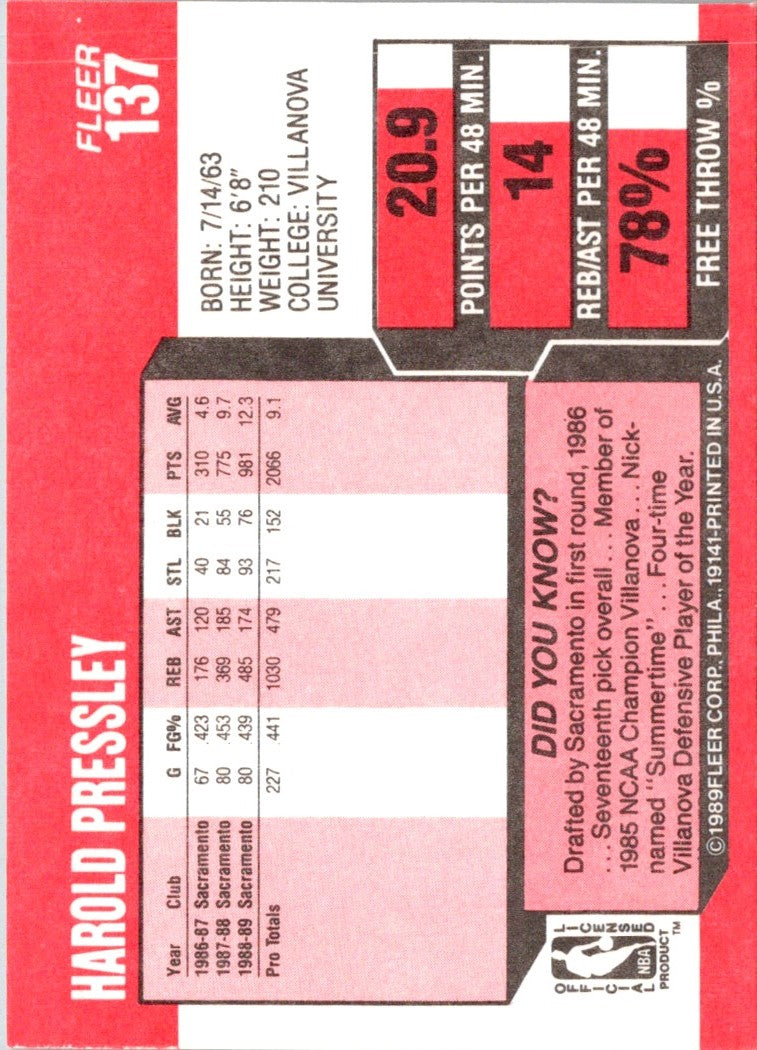 HAROLD PRESSLEY
FLEER
137
Year Club G FG% REB AST STL BLK PTS AVG
1986-87 Sacramento 67 .423 176 120 40 21 310 4.6
1987-88 Sacramento 80 .453 369 185 84 55 775 9.7
1988-89 Sacramento 80 .439 485 174 93 76 981 12.3
Pro Totals 227 .441 1030 479 217 152 2066 9.1
BORN: 7/14/63
HEIGHT: 6'8"
WEIGHT: 210
COLLEGE: VILLANOVA
UNIVERSITY
20.9
POINTS PER 48 MIN.
14
REB/AST PER 48 MIN.
78%
FREE THROW %
DID YOU KNOW?
Drafted by Sacramento in first round, 1986
... Seventeenth pick overall ... Member of
1985 NCAA Champion Villanova ... Nick-
named "Summertime" ... Four-time
Villanova Defensive Player of the Year.
OFFICIAL LICENSED
NBA
PRODUCT™
©1989 FLEER CORP., PHILA., 19141-PRINTED IN U.S.A.